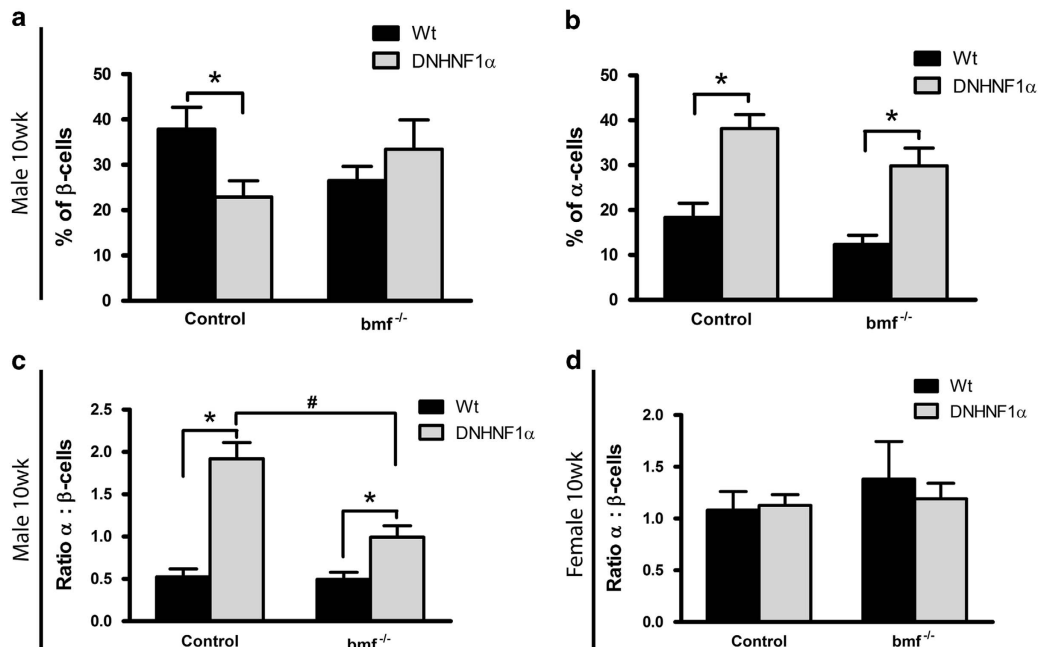 a
Wt
DNHNF1α
*
Male 10wk
% of β-cells
50
40
30
20
10
0
Control
bmf-/-
b
Wt
DNHNF1α
*
*
% of α-cells
50
40
30
20
10
0
Control
bmf-/-
c
Wt
DNHNF1α
*
#
*
Male 10wk
Ratio α : β-cells
2.5
2.0
1.5
1.0
0.5
0.0
Control
bmf-/-
d
Wt
DNHNF1α
Female 10wk
Ratio α : β-cells
2.0
1.5
1.0
0.5
0.0
Control
bmf-/-